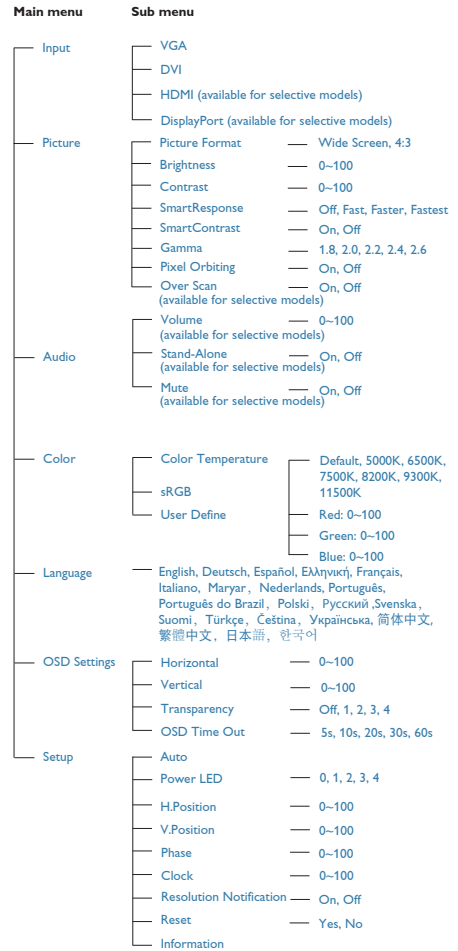 Main menu Sub menu
Input VGA
DVI
HDMI (available for selective models)
DisplayPort (available for selective models)
Picture Picture Format Wide Screen, 4:3
Brightness 0~100
Contrast 0~100
SmartResponse Off, Fast, Faster, Fastest
SmartContrast On, Off
Gamma 1.8, 2.0, 2.2, 2.4, 2.6
Pixel Orbiting On, Off
Over Scan On, Off
(available for selective models)
Volume 0~100
(available for selective models)
Audio Stand-Alone On, Off
(available for selective models)
Mute On, Off
(available for selective models)
Color Color Temperature Default, 5000K, 6500K,
7500K, 8200K, 9300K,
11500K
sRGB
User Define Red: 0~100
Green: 0~100
Blue: 0~100
Language English, Deutsch, Español, Ελληνική, Français,
Italiano, Maryar, Nederlands, Português,
Português do Brazil, Polski, Русский ,Svenska,
Suomi, Türkçe, Čeština, Українська, 简体中文,
繁體中文, 日本語, 한국어
OSD Settings Horizontal 0~100
Vertical 0~100
Transparency Off, 1, 2, 3, 4
OSD Time Out 5s, 10s, 20s, 30s, 60s
Setup Auto
Power LED 0, 1, 2, 3, 4
H.Position 0~100
V.Position 0~100
Phase 0~100
Clock 0~100
Resolution Notification On, Off
Reset Yes, No
Information